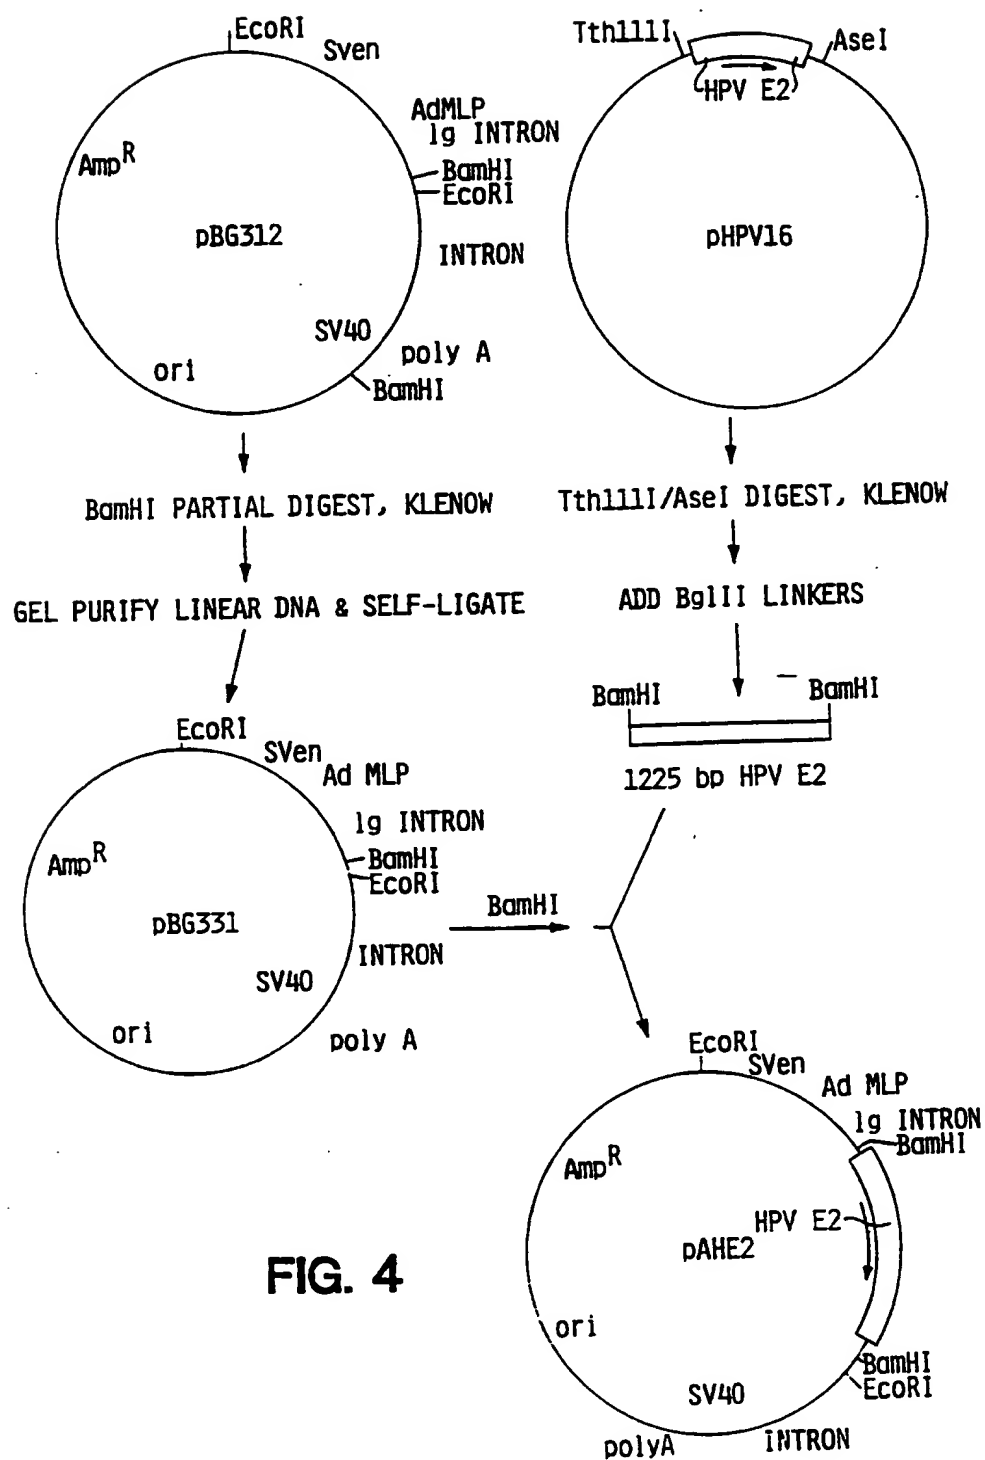 EcoRI
Sven
AdMLP
lg INTRON
BamHI
EcoRI
Amp^R
pBG312
INTRON
SV40
poly A
ori
BamHI
Tth111I
AseI
HPV E2
pHPV16
BamHI PARTIAL DIGEST, KLENOW
GEL PURIFY LINEAR DNA & SELF-LIGATE
Tth111I/AseI DIGEST, KLENOW
ADD BglII LINKERS
BamHI
BamHI
1225 bp HPV E2
EcoRI
SVen
Ad MLP
lg INTRON
BamHI
EcoRI
Amp^R
pBG331
INTRON
SV40
ori
poly A
BamHI
EcoRI
SVen
Ad MLP
lg INTRON
BamHI
Amp^R
HPV E2
pAHE2
ori
BamHI
EcoRI
SV40
polyA
INTRON
FIG. 4